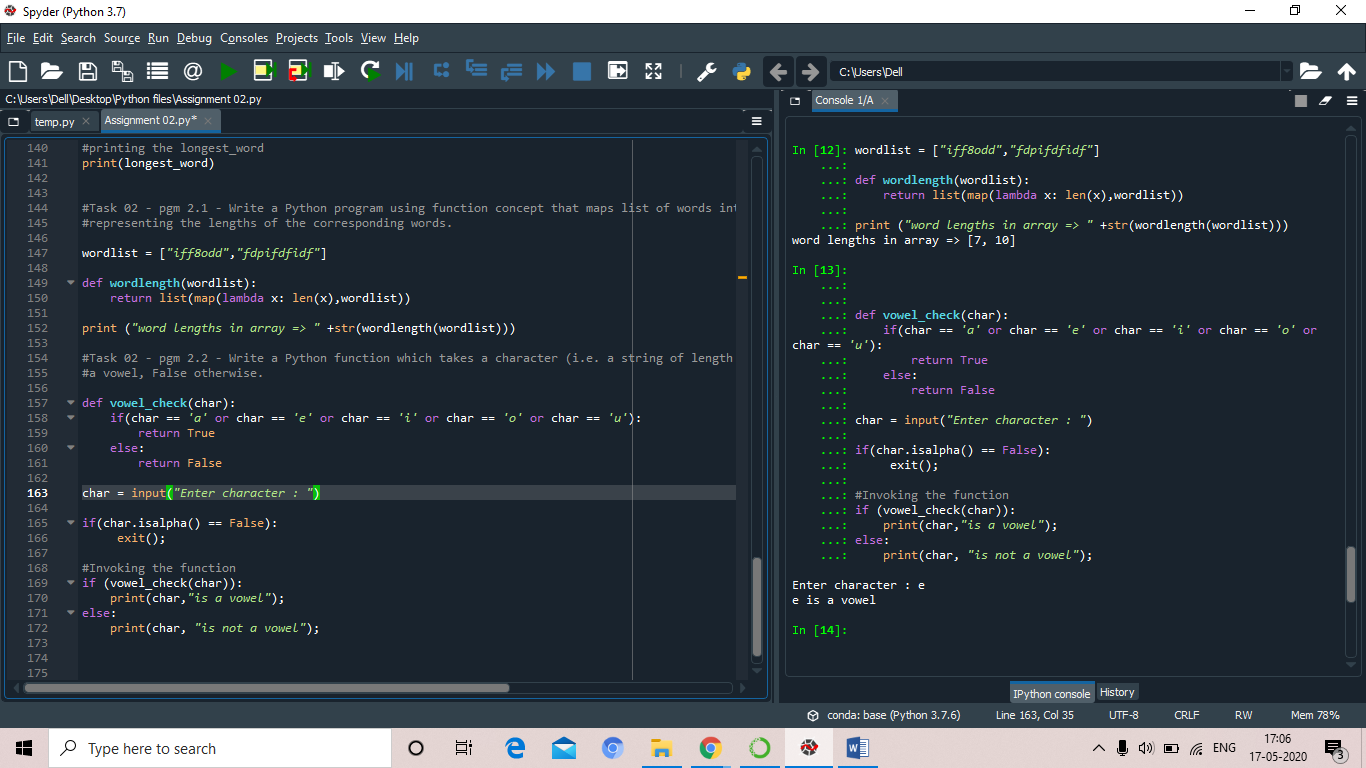 Spyder (Python 3.7)
File Edit Search Source Run Debug Consoles Projects Tools View Help
C:\Users\Dell
C:\Users\Dell\Desktop\Python files\Assignment 02.py
temp.py Assignment 02.py*
140 #printing the longest_word
141 print(longest_word)
142
143
144 #Task 02 - pgm 2.1 - Write a Python program using function concept that maps list of words int
145 #representing the lengths of the corresponding words.
146
147 wordlist = ["iff8odd","fdpifdfidf"]
148
149 def wordlength(wordlist):
150     return list(map(lambda x: len(x),wordlist))
151
152 print ("word lengths in array => " +str(wordlength(wordlist)))
153
154 #Task 02 - pgm 2.2 - Write a Python function which takes a character (i.e. a string of length
155 #a vowel, False otherwise.
156
157 def vowel_check(char):
158     if(char == 'a' or char == 'e' or char == 'i' or char == 'o' or char == 'u'):
159         return True
160     else:
161         return False
162
163 char = input("Enter character : ")
164
165 if(char.isalpha() == False):
166      exit();
167
168 #Invoking the function
169 if (vowel_check(char)):
170     print(char,"is a vowel");
171 else:
172     print(char, "is not a vowel");
173
174
175
Console 1/A
In [12]: wordlist = ["iff8odd","fdpifdfidf"]
...:
...: def wordlength(wordlist):
...:     return list(map(lambda x: len(x),wordlist))
...:
...: print ("word lengths in array => " +str(wordlength(wordlist)))
word lengths in array => [7, 10]
In [13]:
...:
...:
...: def vowel_check(char):
...:     if(char == 'a' or char == 'e' or char == 'i' or char == 'o' or
char == 'u'):
...:         return True
...:     else:
...:         return False
...:
...: char = input("Enter character : ")
...:
...: if(char.isalpha() == False):
...:      exit();
...:
...: #Invoking the function
...: if (vowel_check(char)):
...:     print(char,"is a vowel");
...: else:
...:     print(char, "is not a vowel");
Enter character : e
e is a vowel
In [14]:
IPython console History
conda: base (Python 3.7.6) Line 163, Col 35 UTF-8 CRLF RW Mem 78%
Type here to search
ENG
17:06
17-05-2020
3